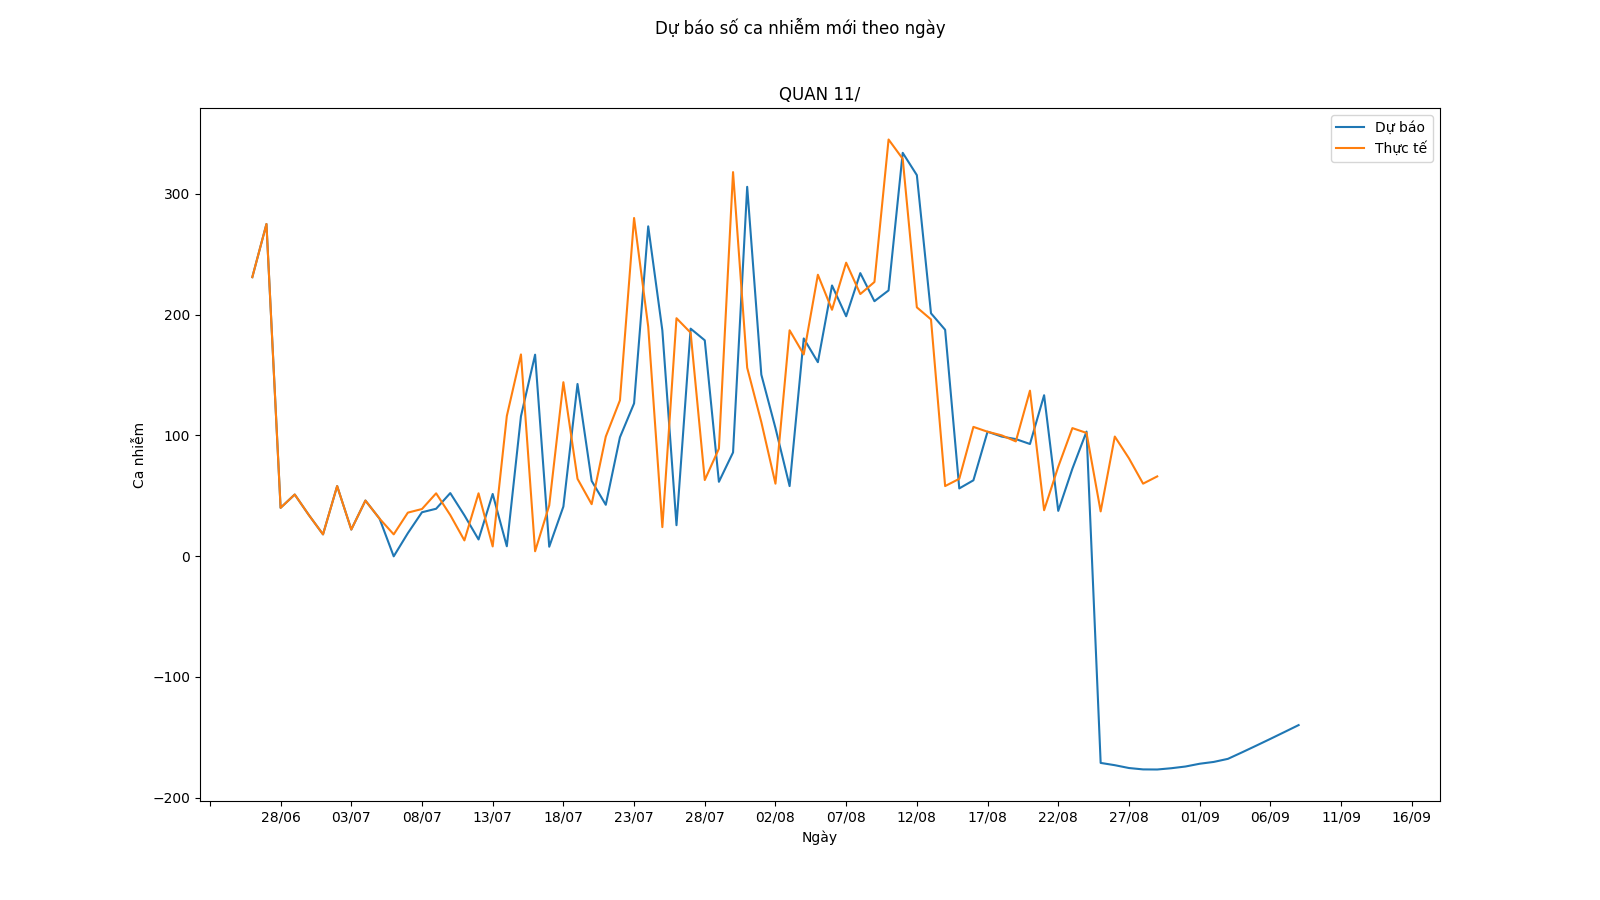 Dự báo số ca nhiễm mới theo ngày
QUAN 11/
Dự báo
Thực tế
300
200
100
0
−100
−200
Ca nhiễm
28/06 03/07 08/07 13/07 18/07 23/07 28/07 02/08 07/08 12/08 17/08 22/08 27/08 01/09 06/09 11/09 16/09
Ngày